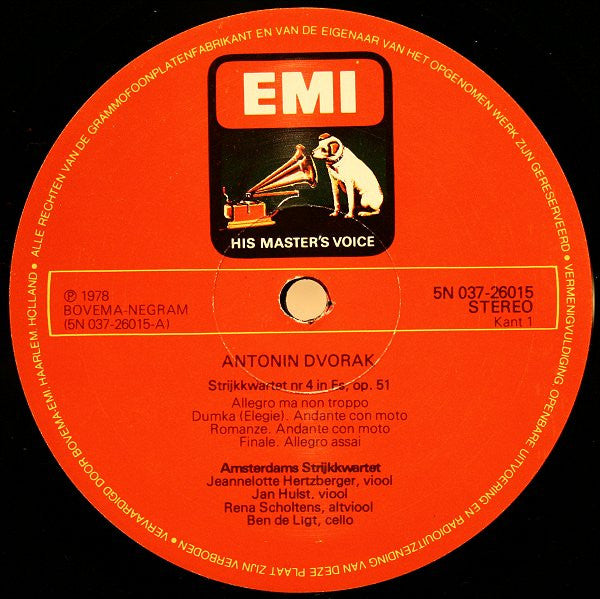 EMI
HIS MASTER'S VOICE
℗ 1978
BOVEMA-NEGRAM
(5N 037-26015-A)
5N 037-26015
STEREO
Kant 1
ANTONIN DVORAK
Strijkkwartet nr 4 in Es, op. 51
Allegro ma non troppo
Dumka (Elegie). Andante con moto
Romanze. Andante con moto
Finale. Allegro assai
Amsterdams Strijkkwartet
Jeannelotte Hertzberger, viool
Jan Hulst, viool
Rena Scholtens, altviool
Ben de Ligt, cello
ALLE RECHTEN VAN DE GRAMMOFOONPLATENFABRIKANT EN VAN DE EIGENAAR VAN HET OPGENOMEN WERK ZIJN GERESERVEERD • VERMENIGVULDIGING OPENBARE UITVOERING EN RADIOUITZENDING VAN DEZE PLAAT ZIJN VERBODEN • VERVAARDIGD DOOR BOVEMA-EMI HAARLEM HOLLAND •